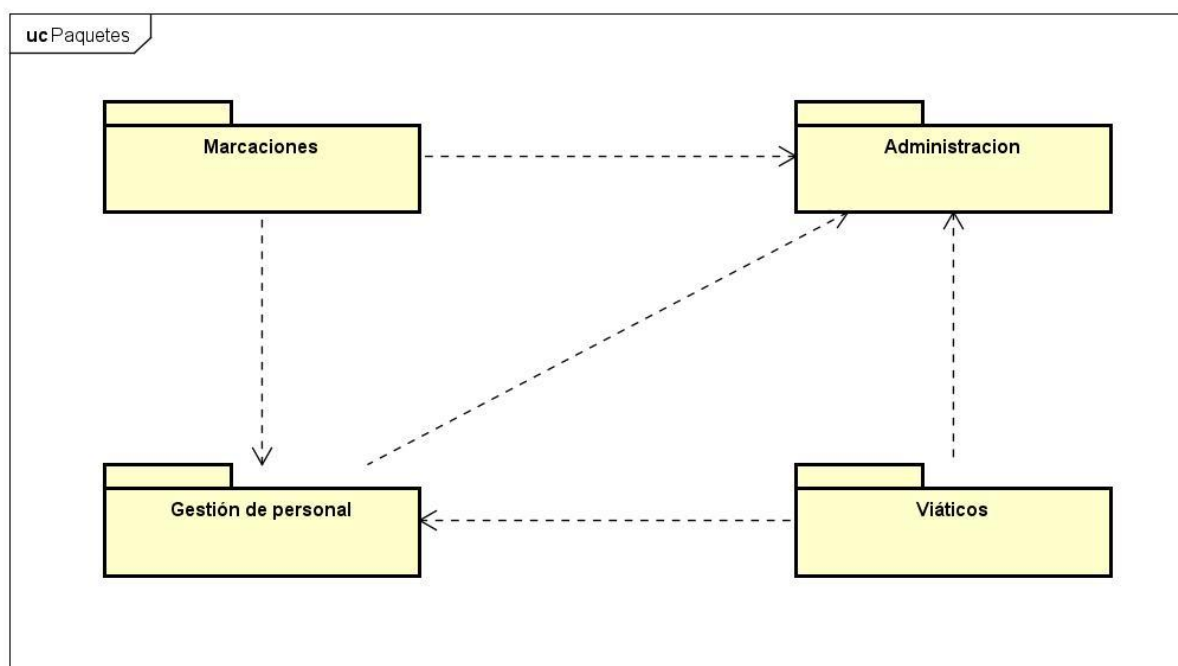 uc Paquetes
Marcaciones
Administracion
Gestión de personal
Viáticos